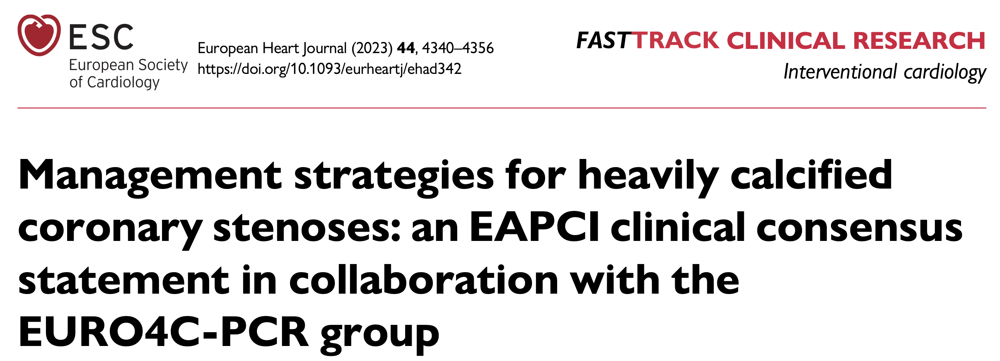 ESC
European Society
of Cardiology
European Heart Journal (2023) 44, 4340–4356
https://doi.org/10.1093/eurheartj/ehad342
FASTTRACK CLINICAL RESEARCH
Interventional cardiology
Management strategies for heavily calcified
coronary stenoses: an EAPCI clinical consensus
statement in collaboration with the
EURO4C-PCR group